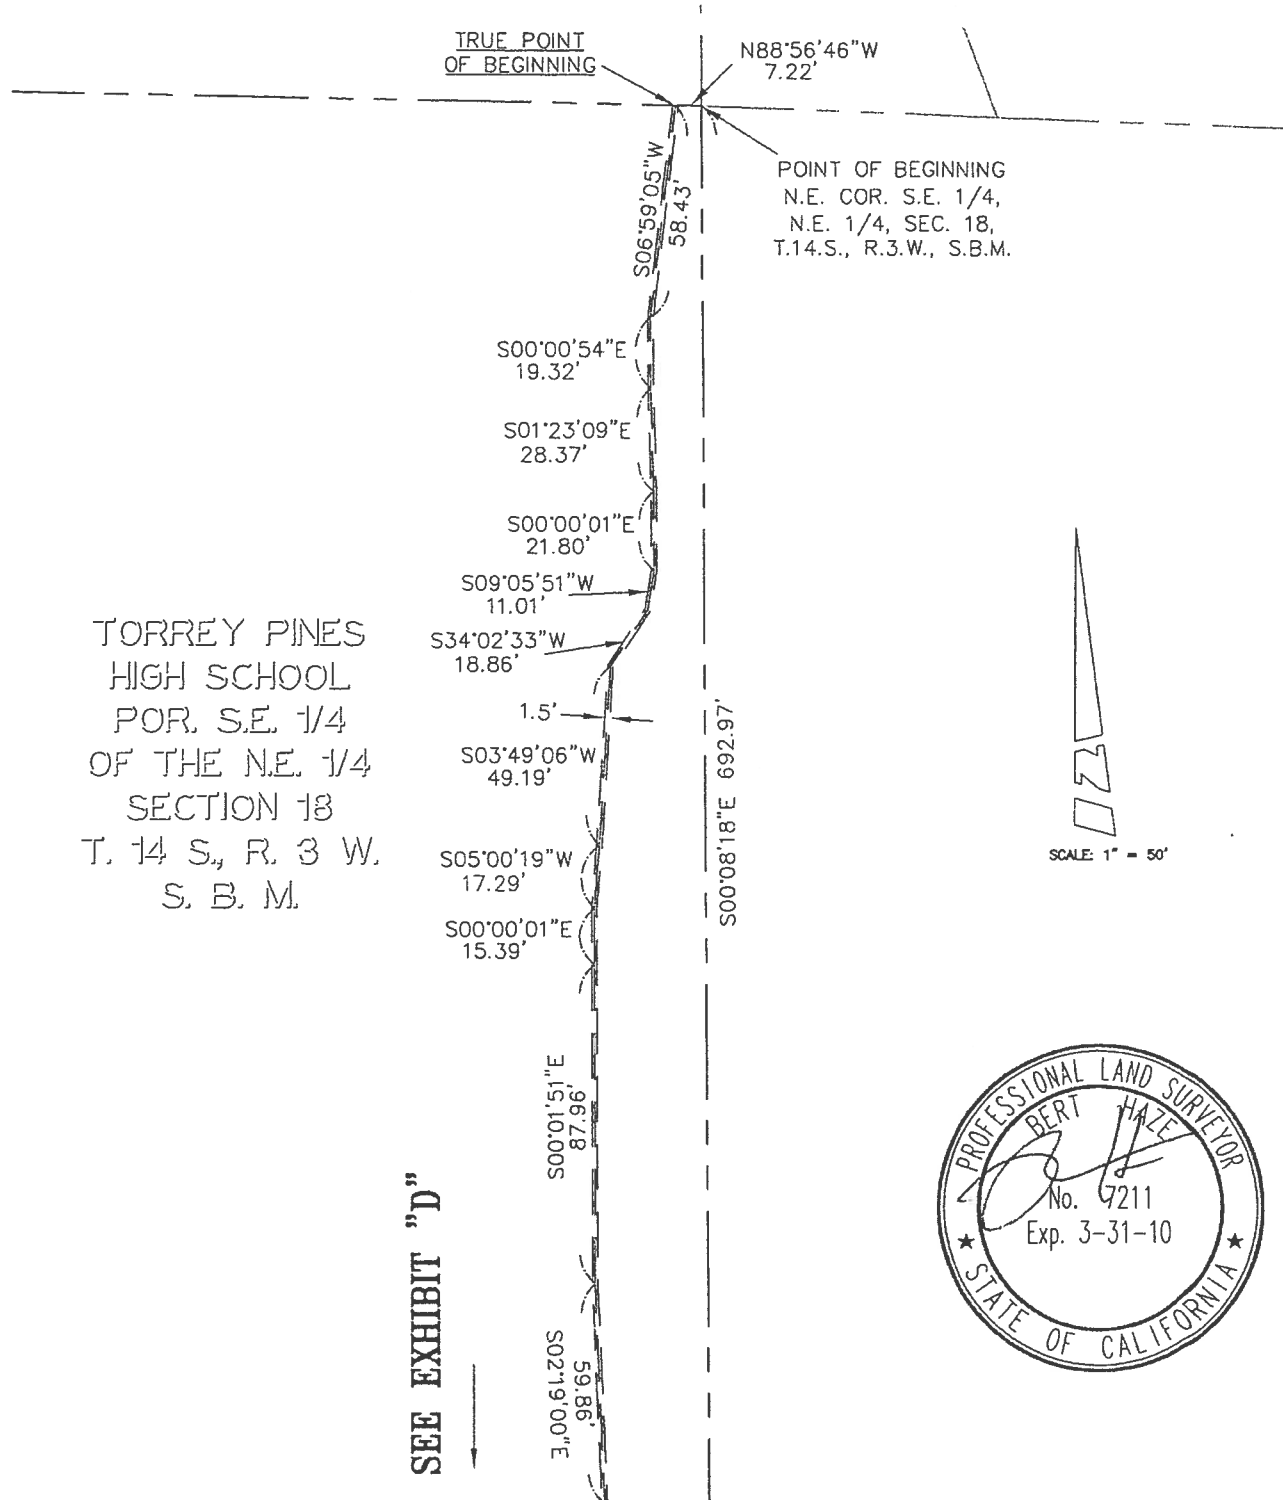 TRUE POINT
OF BEGINNING
N88°56'46"W
7.22'
POINT OF BEGINNING
N.E. COR. S.E. 1/4,
N.E. 1/4, SEC. 18,
T.14.S., R.3.W., S.B.M.
S06°59'05"W
58.43'
S00°00'54"E
19.32'
S01°23'09"E
28.37'
S00°00'01"E
21.80'
S09°05'51"W
11.01'
S34°02'33"W
18.86'
1.5'
S03°49'06"W
49.19'
S05°00'19"W
17.29'
S00°00'01"E
15.39'
S00°01'51"E
87.96'
S02°19'00"E
59.86'
S00°08'18"E 692.97'
TORREY PINES
HIGH SCHOOL
POR. S.E. 1/4
OF THE N.E. 1/4
SECTION 18
T. 14 S., R. 3 W.
S. B. M.
SCALE: 1" = 50'
SEE EXHIBIT "D"
PROFESSIONAL LAND SURVEYOR
BERT HAZE
No. 7211
Exp. 3-31-10
STATE OF CALIFORNIA